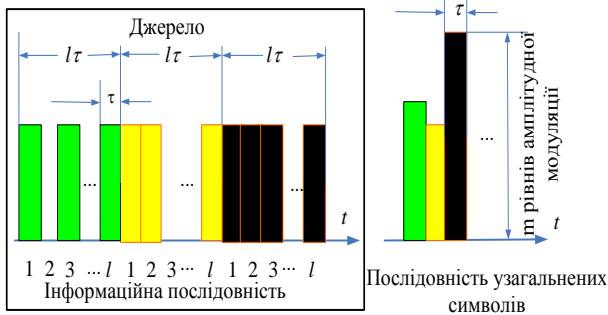 Джерело
lτ lτ lτ
τ
... ... ...
t
1 2 3 ... l 1 2 3... l 1 2 3 ... l
Інформаційна послідовність
τ
...
m рівнів амплітудної
модуляції
t
Послідовність узагальнених
символів